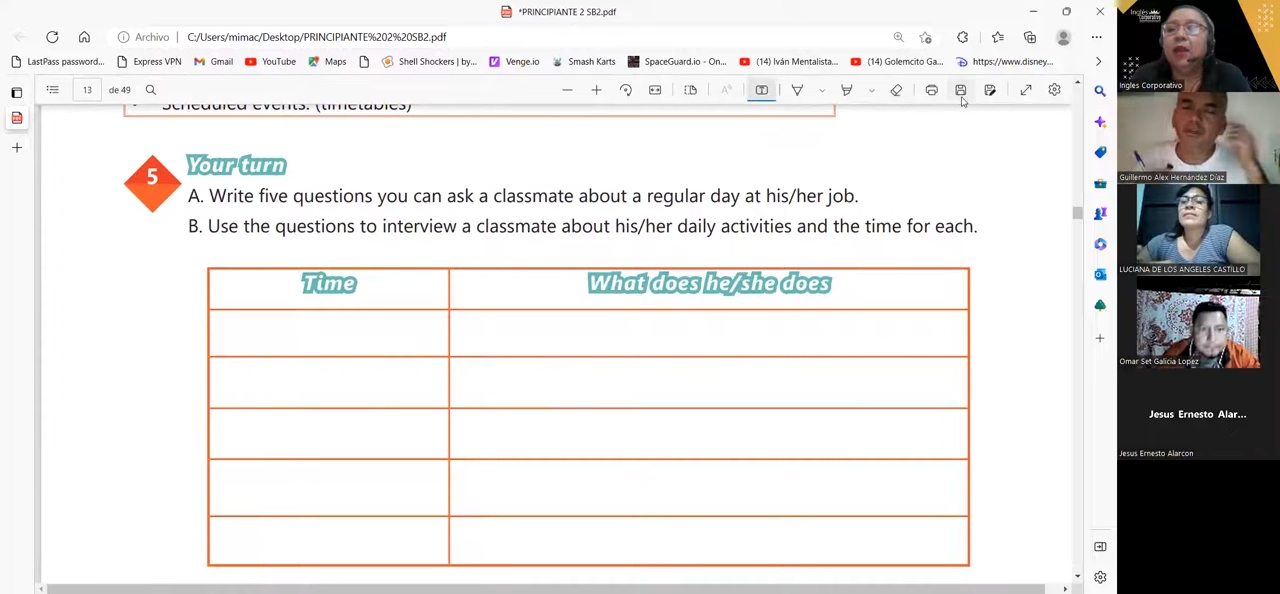 *PRINCIPIANTE 2 SB2.pdf
Archivo
C:/Users/mimac/Desktop/PRINCIPIANTE%202%20SB2.pdf
LastPass password...
Express VPN
Gmail
YouTube
Maps
Shell Shockers | by...
Venge.io
Smash Karts
SpaceGuard.io - On...
(14) Iván Mentalista...
(14) Golemcito Ga...
https://www.disney...
13
de 49
Scheduled events. (timetables)
5
Your turn
A. Write five questions you can ask a classmate about a regular day at his/her job.
B. Use the questions to interview a classmate about his/her daily activities and the time for each.
Time
What does he/she does
Inglés
Corporativo
Ingles Corporativo
Guillermo Alex Hernández Díaz
LUCIANA DE LOS ANGELES CASTILLO
Omar Set Galicia Lopez
Jesus Ernesto Alar...
Jesus Ernesto Alarcon